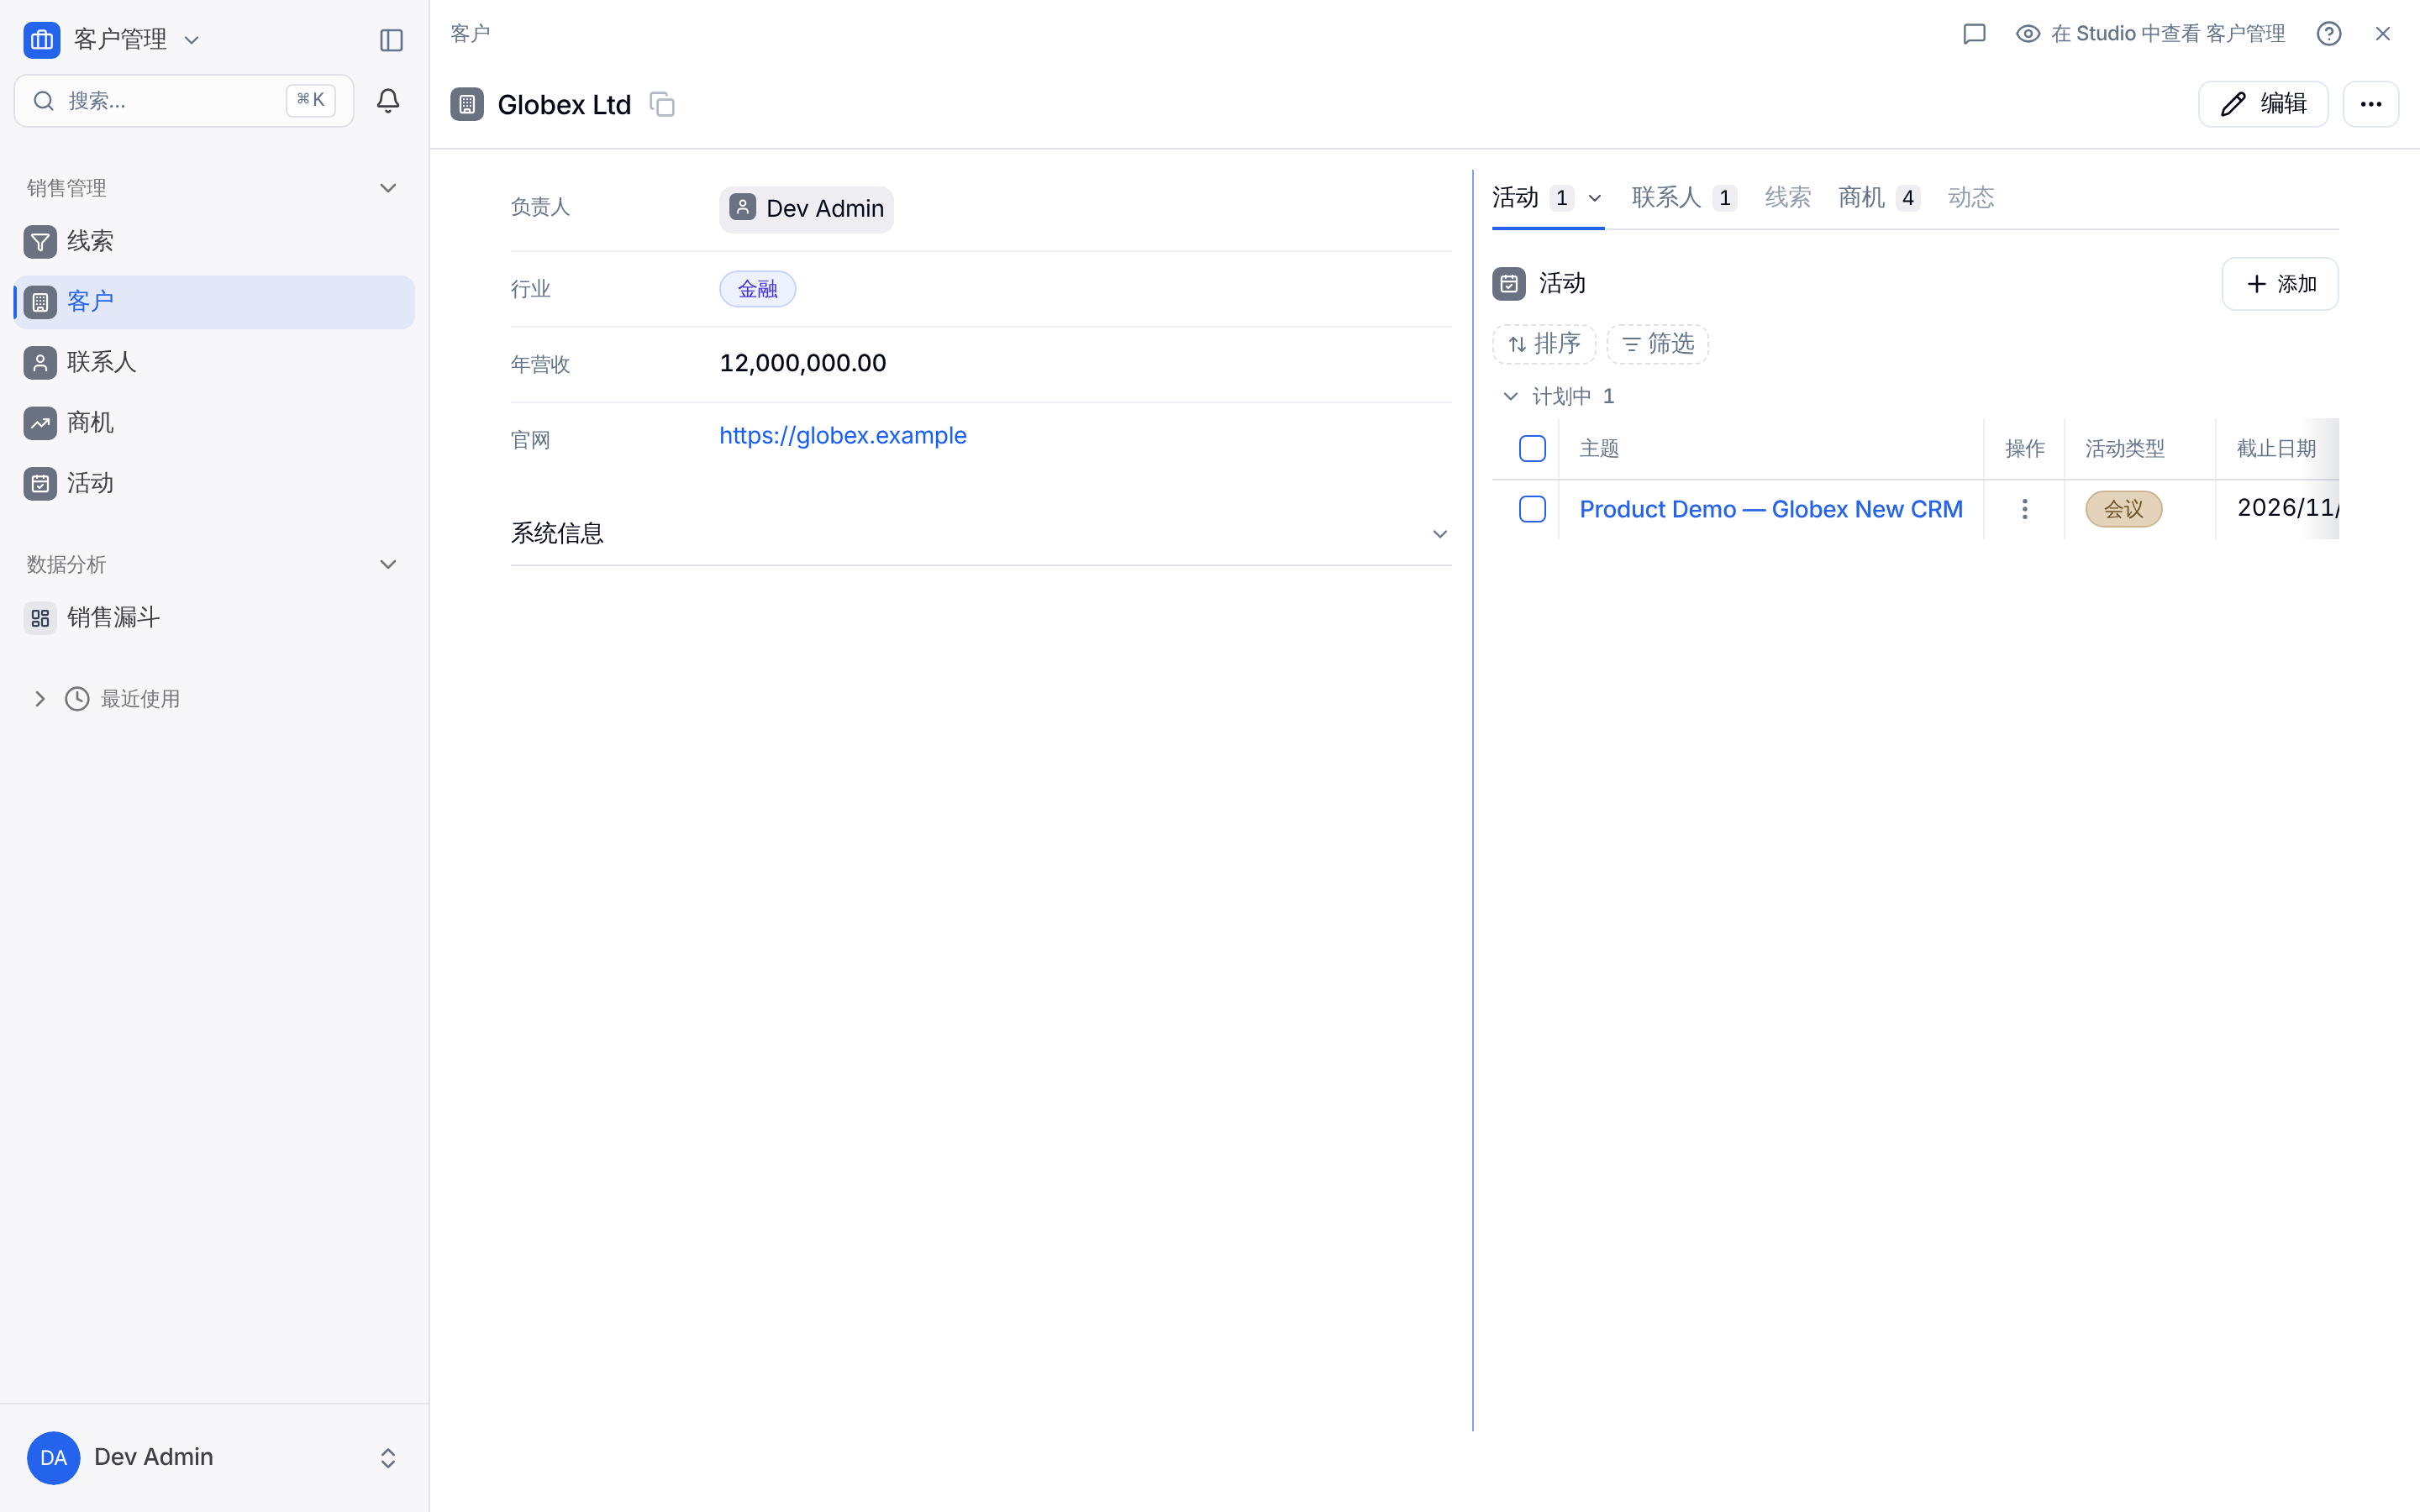 客户管理
搜索...
⌘K
销售管理
线索
客户
联系人
商机
活动
数据分析
销售漏斗
最近使用
DA Dev Admin
客户
在 Studio 中查看 客户管理
Globex Ltd
编辑
负责人 Dev Admin
行业 金融
年营收 12,000,000.00
官网 https://globex.example
系统信息
活动 1 联系人 1 线索 商机 4 动态
活动
添加
排序 筛选
计划中 1
主题 操作 活动类型 截止日期
Product Demo — Globex New CRM 会议 2026/11/